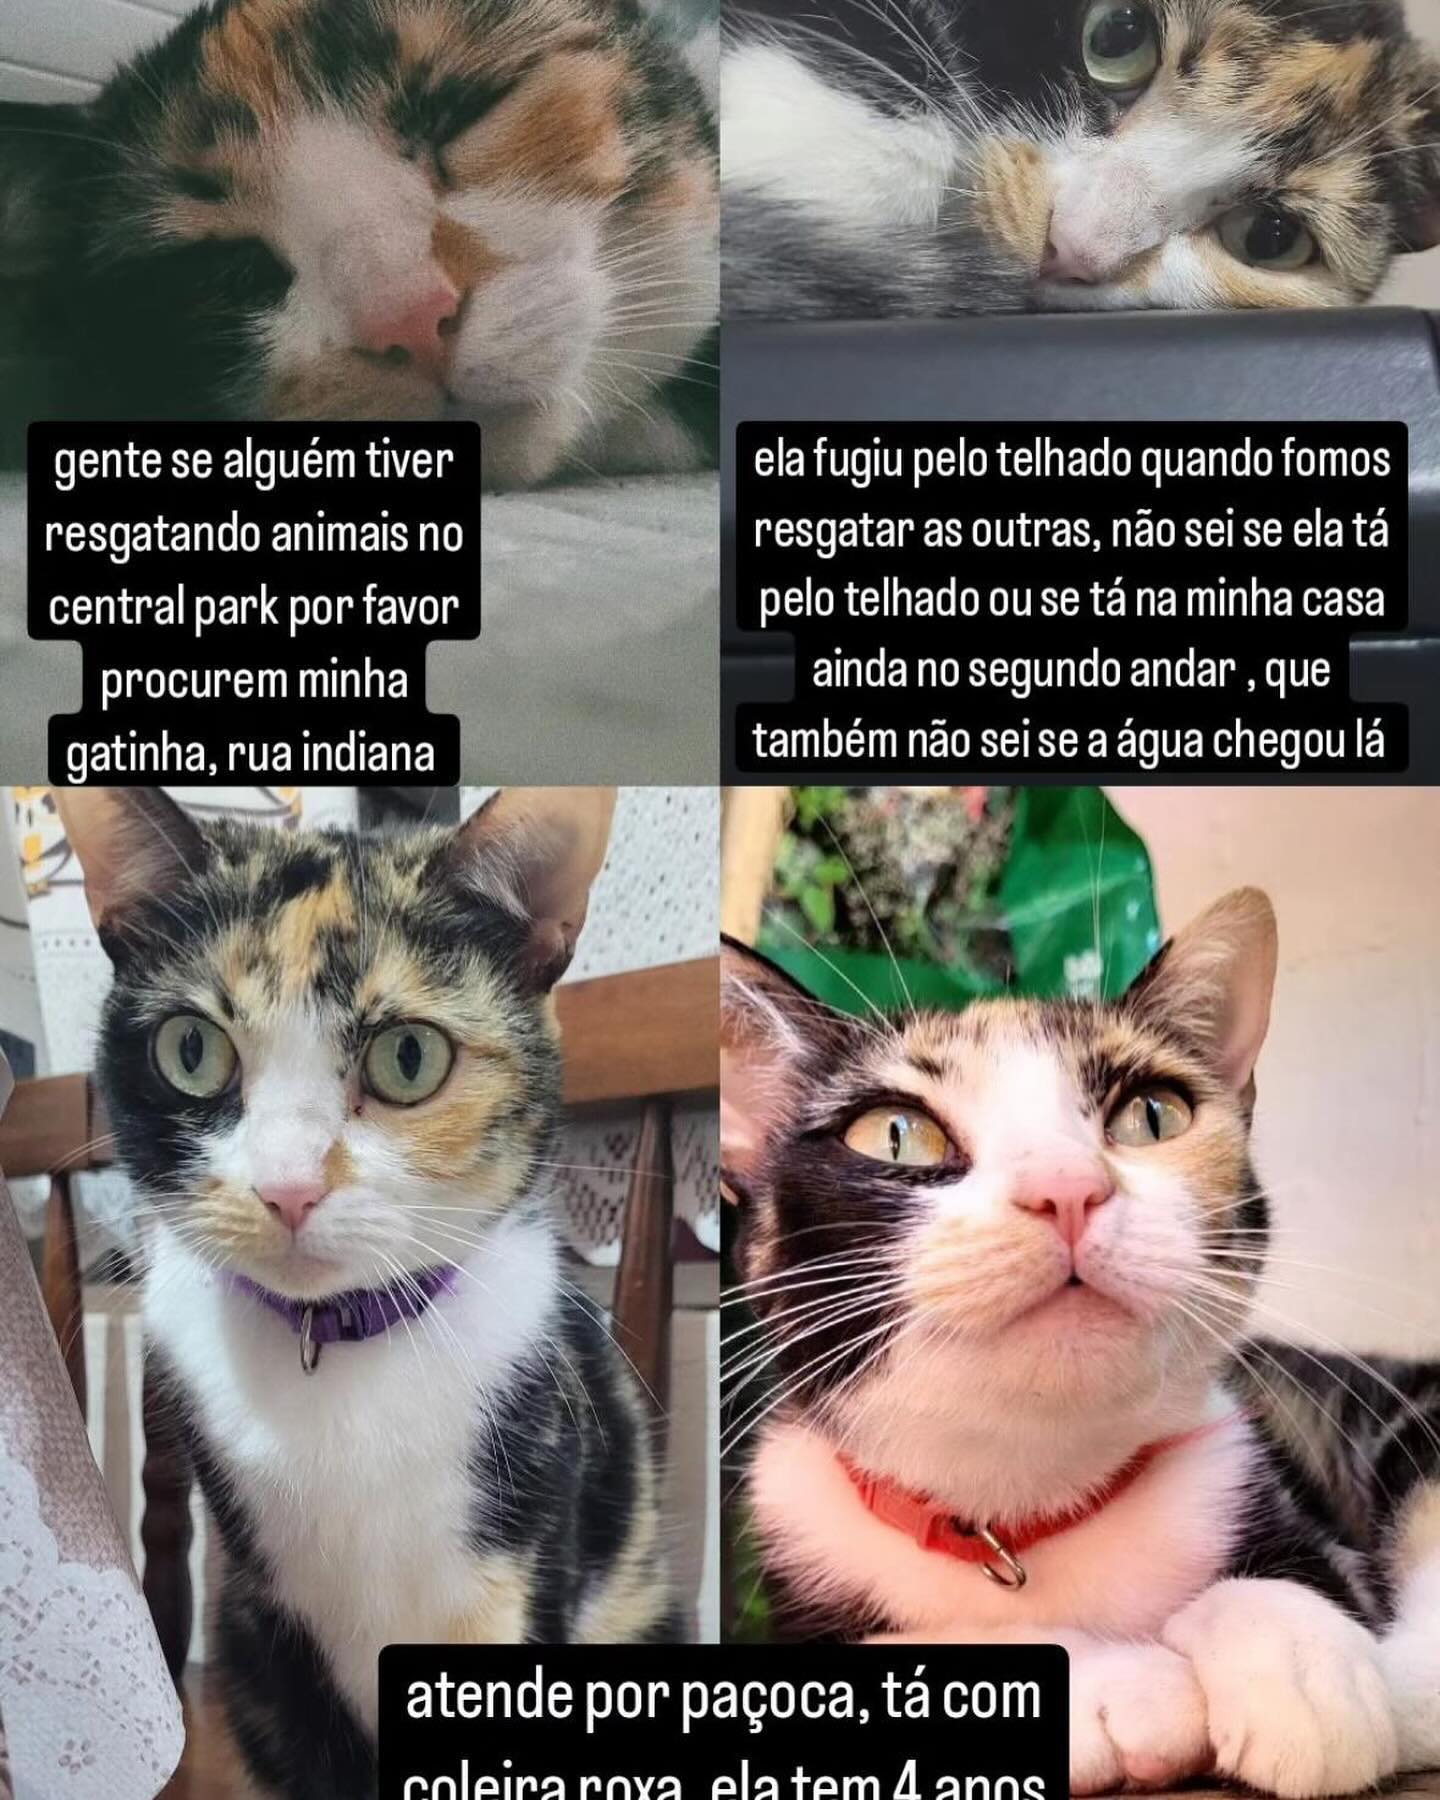 gente se alguém tiver
resgatando animais no
central park por favor
procurem minha
gatinha, rua indiana
ela fugiu pelo telhado quando fomos
resgatar as outras, não sei se ela tá
pelo telhado ou se tá na minha casa
ainda no segundo andar , que
também não sei se a água chegou lá
atende por paçoca, tá com
coleira roxa, ela tem 4 anos